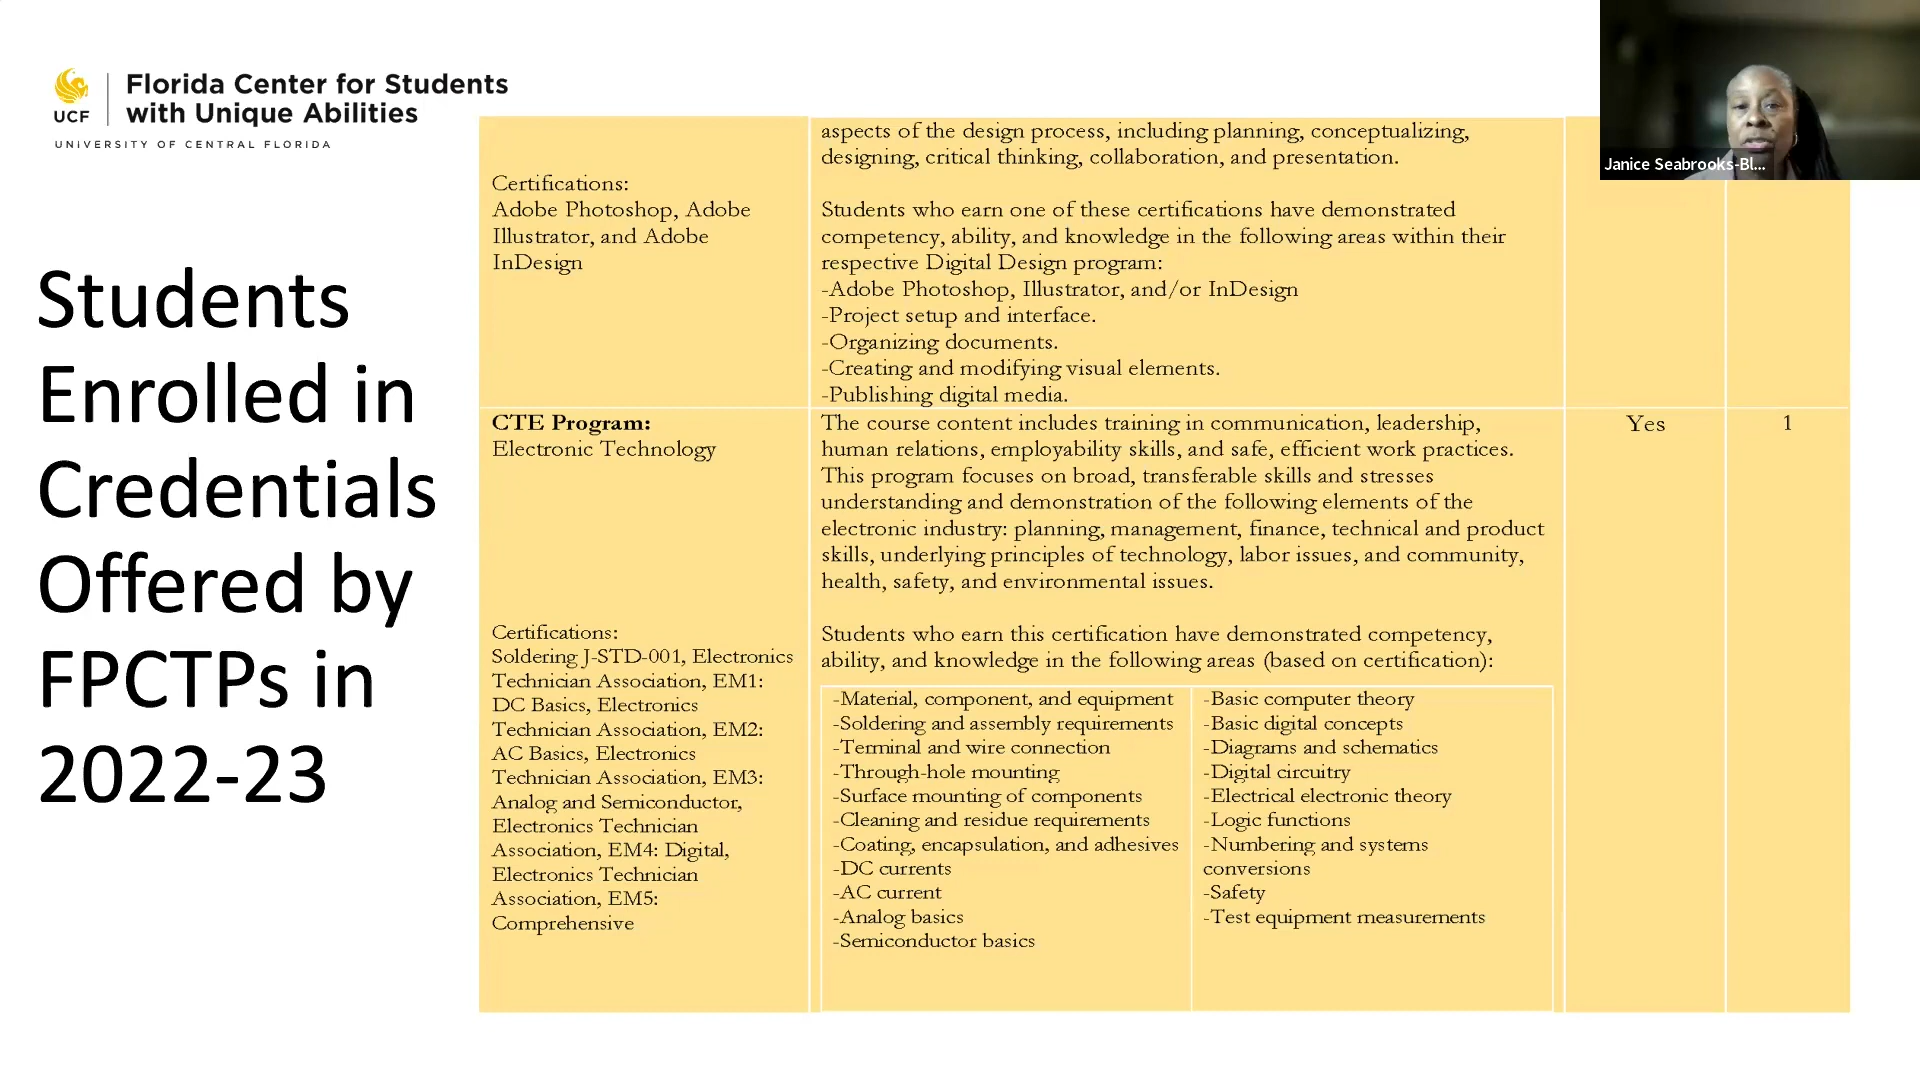 Florida Center for Students
with Unique Abilities
UCF
UNIVERSITY OF CENTRAL FLORIDA
Janice Seabrooks-Bl...
Students
Enrolled in
Credentials
Offered by
FPCTPs in
2022-23
Certifications:
Adobe Photoshop, Adobe
Illustrator, and Adobe
InDesign
aspects of the design process, including planning, conceptualizing,
designing, critical thinking, collaboration, and presentation.
Students who earn one of these certifications have demonstrated
competency, ability, and knowledge in the following areas within their
respective Digital Design program:
-Adobe Photoshop, Illustrator, and/or InDesign
-Project setup and interface.
-Organizing documents.
-Creating and modifying visual elements.
-Publishing digital media.
CTE Program:
Electronic Technology
Certifications:
Soldering J-STD-001, Electronics
Technician Association, EM1:
DC Basics, Electronics
Technician Association, EM2:
AC Basics, Electronics
Technician Association, EM3:
Analog and Semiconductor,
Electronics Technician
Association, EM4: Digital,
Electronics Technician
Association, EM5:
Comprehensive
The course content includes training in communication, leadership,
human relations, employability skills, and safe, efficient work practices.
This program focuses on broad, transferable skills and stresses
understanding and demonstration of the following elements of the
electronic industry: planning, management, finance, technical and product
skills, underlying principles of technology, labor issues, and community,
health, safety, and environmental issues.
Students who earn this certification have demonstrated competency,
ability, and knowledge in the following areas (based on certification):
-Material, component, and equipment
-Soldering and assembly requirements
-Terminal and wire connection
-Through-hole mounting
-Surface mounting of components
-Cleaning and residue requirements
-Coating, encapsulation, and adhesives
-DC currents
-AC current
-Analog basics
-Semiconductor basics
-Basic computer theory
-Basic digital concepts
-Diagrams and schematics
-Digital circuitry
-Electrical electronic theory
-Logic functions
-Numbering and systems
conversions
-Safety
-Test equipment measurements
Yes
1